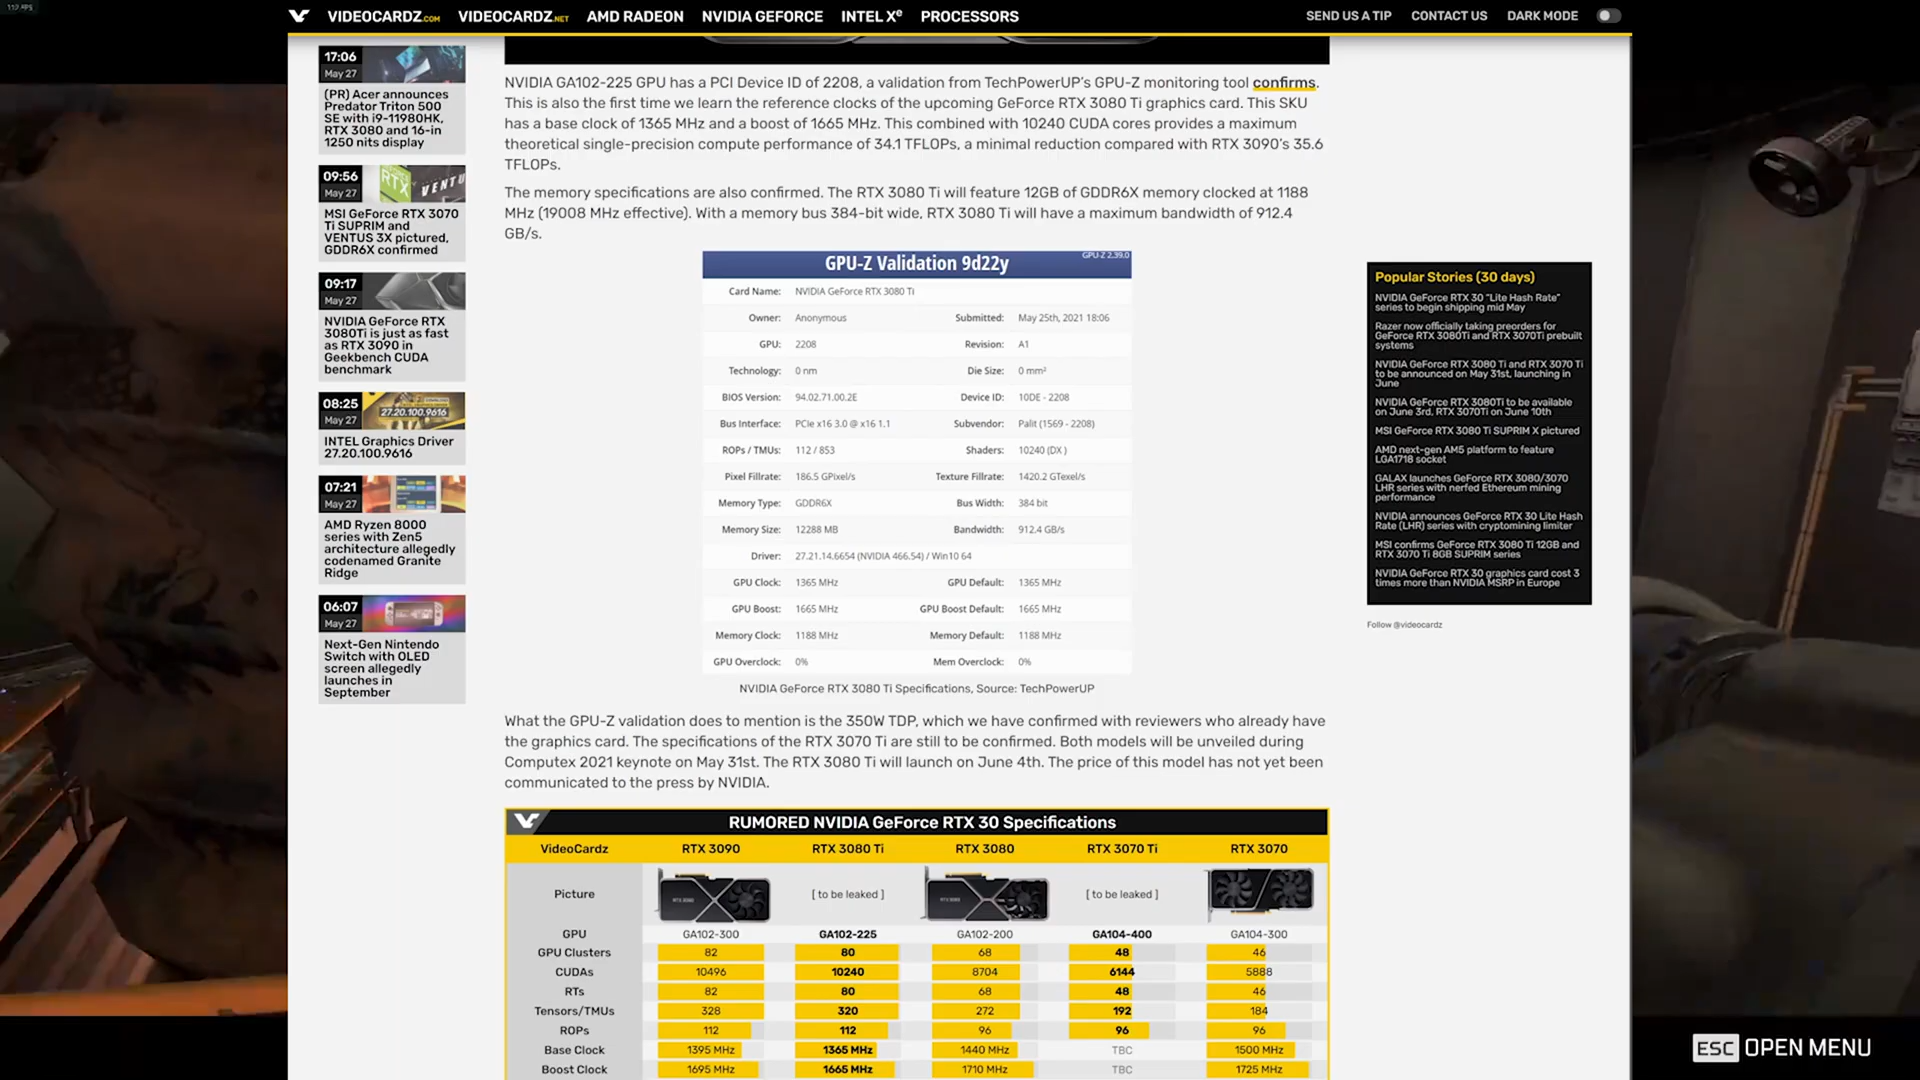 112 FPS
VIDEOCARDZ.COM VIDEOCARDZ.NET AMD RADEON NVIDIA GEFORCE INTEL Xe PROCESSORS SEND US A TIP CONTACT US DARK MODE
17:06
May 27
(PR) Acer announces
Predator Triton 500
SE with i9-11980HK,
RTX 3080 and 16-in
1250 nits display
09:56
May 27
MSI GeForce RTX 3070
Ti SUPRIM and
VENTUS 3X pictured,
GDDR6X confirmed
09:17
May 27
NVIDIA GeForce RTX
3080Ti is just as fast
as RTX 3090 in
Geekbench CUDA
benchmark
08:25
May 27
27.20.100.9616
INTEL Graphics Driver
27.20.100.9616
07:21
May 27
AMD Ryzen 8000
series with Zen5
architecture allegedly
codenamed Granite
Ridge
06:07
May 27
Next-Gen Nintendo
Switch with OLED
screen allegedly
launches in
September
NVIDIA GA102-225 GPU has a PCI Device ID of 2208, a validation from TechPowerUP's GPU-Z monitoring tool confirms.
This is also the first time we learn the reference clocks of the upcoming GeForce RTX 3080 Ti graphics card. This SKU
has a base clock of 1365 MHz and a boost of 1665 MHz. This combined with 10240 CUDA cores provides a maximum
theoretical single-precision compute performance of 34.1 TFLOPs, a minimal reduction compared with RTX 3090's 35.6
TFLOPs.
The memory specifications are also confirmed. The RTX 3080 Ti will feature 12GB of GDDR6X memory clocked at 1188
MHz (19008 MHz effective). With a memory bus 384-bit wide, RTX 3080 Ti will have a maximum bandwidth of 912.4
GB/s.
GPU-Z Validation 9d22y GPU-Z 2.39.0
Card Name: NVIDIA GeForce RTX 3080 Ti
Owner: Anonymous Submitted: May 25th, 2021 18:06
GPU: 2208 Revision: A1
Technology: 0 nm Die Size: 0 mm²
BIOS Version: 94.02.71.00.2E Device ID: 10DE - 2208
Bus Interface: PCIe x16 3.0 @ x16 1.1 Subvendor: Palit (1569 - 2208)
ROPs / TMUs: 112 / 853 Shaders: 10240 (DX )
Pixel Fillrate: 186.5 GPixel/s Texture Fillrate: 1420.2 GTexel/s
Memory Type: GDDR6X Bus Width: 384 bit
Memory Size: 12288 MB Bandwidth: 912.4 GB/s
Driver: 27.21.14.6654 (NVIDIA 466.54) / Win10 64
GPU Clock: 1365 MHz GPU Default: 1365 MHz
GPU Boost: 1665 MHz GPU Boost Default: 1665 MHz
Memory Clock: 1188 MHz Memory Default: 1188 MHz
GPU Overclock: 0% Mem Overclock: 0%
NVIDIA GeForce RTX 3080 Ti Specifications, Source: TechPowerUP
What the GPU-Z validation does to mention is the 350W TDP, which we have confirmed with reviewers who already have
the graphics card. The specifications of the RTX 3070 Ti are still to be confirmed. Both models will be unveiled during
Computex 2021 keynote on May 31st. The RTX 3080 Ti will launch on June 4th. The price of this model has not yet been
communicated to the press by NVIDIA.
RUMORED NVIDIA GeForce RTX 30 Specifications
VideoCardz RTX 3090 RTX 3080 Ti RTX 3080 RTX 3070 Ti RTX 3070
Picture [ to be leaked ] [ to be leaked ]
GPU GA102-300 GA102-225 GA102-200 GA104-400 GA104-300
GPU Clusters 82 80 68 48 46
CUDAs 10496 10240 8704 6144 5888
RTs 82 80 68 48 46
Tensors/TMUs 328 320 272 192 184
ROPs 112 112 96 96 96
Base Clock 1395 MHz 1365 MHz 1440 MHz TBC 1500 MHz
Boost Clock 1695 MHz 1665 MHz 1710 MHz TBC 1725 MHz
Popular Stories (30 days)
NVIDIA GeForce RTX 30 "Lite Hash Rate"
series to begin shipping mid May
Razer now officially taking preorders for
GeForce RTX 3080Ti and RTX 3070Ti prebuilt
systems
NVIDIA GeForce RTX 3080 Ti and RTX 3070 Ti
to be announced on May 31st, launching in
June
NVIDIA GeForce RTX 3080Ti to be available
on June 3rd, RTX 3070Ti on June 10th
MSI GeForce RTX 3080 Ti SUPRIM X pictured
AMD next-gen AM5 platform to feature
LGA1718 socket
GALAX launches GeForce RTX 3080/3070
LHR series with nerfed Ethereum mining
performance
NVIDIA announces GeForce RTX 30 Lite Hash
Rate (LHR) series with cryptomining limiter
MSI confirms GeForce RTX 3080 Ti 12GB and
RTX 3070 Ti 8GB SUPRIM series
NVIDIA GeForce RTX 30 graphics card cost 3
times more than NVIDIA MSRP in Europe
Follow @videocardz
ESC OPEN MENU